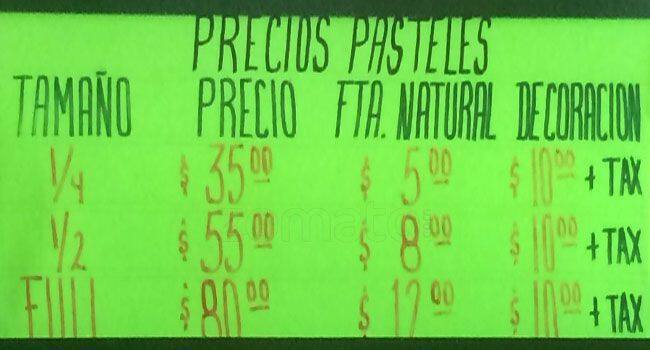 PRECIOS PASTELES
TAMAÑO PRECIO FTA. NATURAL DECORACION
1/4 $ 35.00 $ 5.00 $ 10.00 + TAX
1/2 $ 55.00 $ 8.00 $ 10.00 + TAX
FULL $ 80.00 $ 12.00 $ 10.00 + TAX